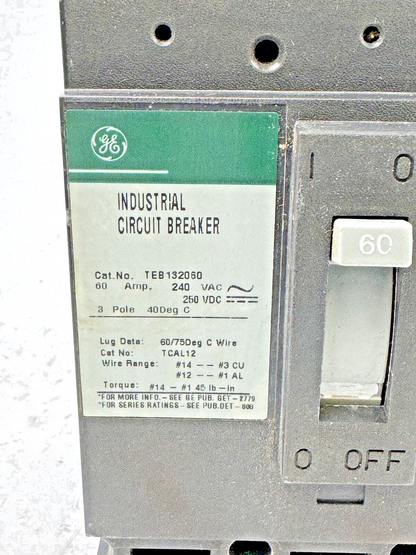 GE
INDUSTRIAL
CIRCUIT BREAKER
Cat.No. TEB132060
60 Amp. 240 VAC
250 VDC
3 Pole 40Deg C
Lug Data: 60/75Deg C Wire
Cat No: TCAL12
Wire Range: #14 -- #3 CU
#12 -- #1 AL
Torque: #14 - #1 45 lb-in
*FOR MORE INFO.- SEE GE PUB. GET-2779
*FOR SERIES RATINGS- SEE PUB.DET-008
I O
60
O OFF